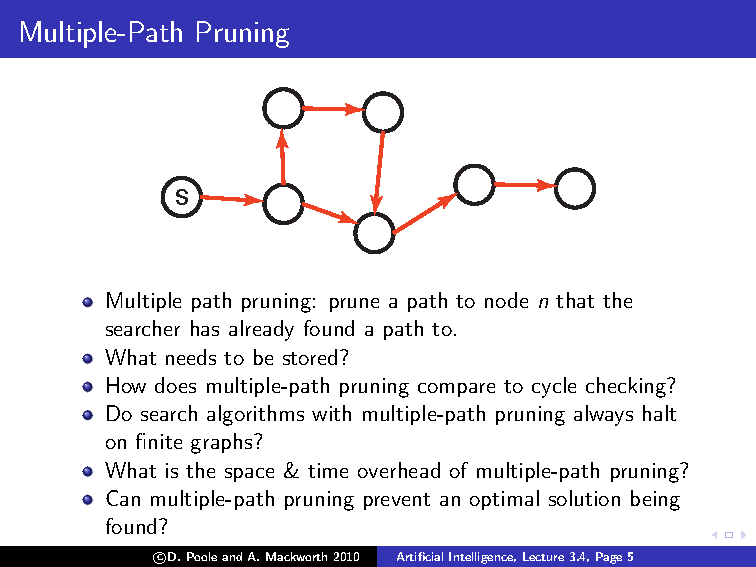 Multiple-Path Pruning
S
Multiple path pruning: prune a path to node n that the
searcher has already found a path to.
What needs to be stored?
How does multiple-path pruning compare to cycle checking?
Do search algorithms with multiple-path pruning always halt
on finite graphs?
What is the space & time overhead of multiple-path pruning?
Can multiple-path pruning prevent an optimal solution being
found?
©D. Poole and A. Mackworth 2010 Artificial Intelligence, Lecture 3.4, Page 5